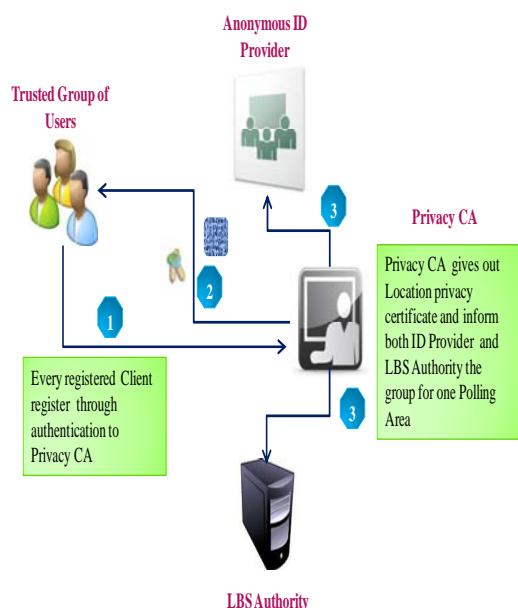 Anonymous ID
Provider
Trusted Group of
Users
3
Privacy CA
2
Privacy CA gives out
Location privacy
certificate and inform
both ID Provider and
LBS Authority the
group for one Polling
Area
1
Every registered Client
register through
authentication to
Privacy CA
3
LBS Authority